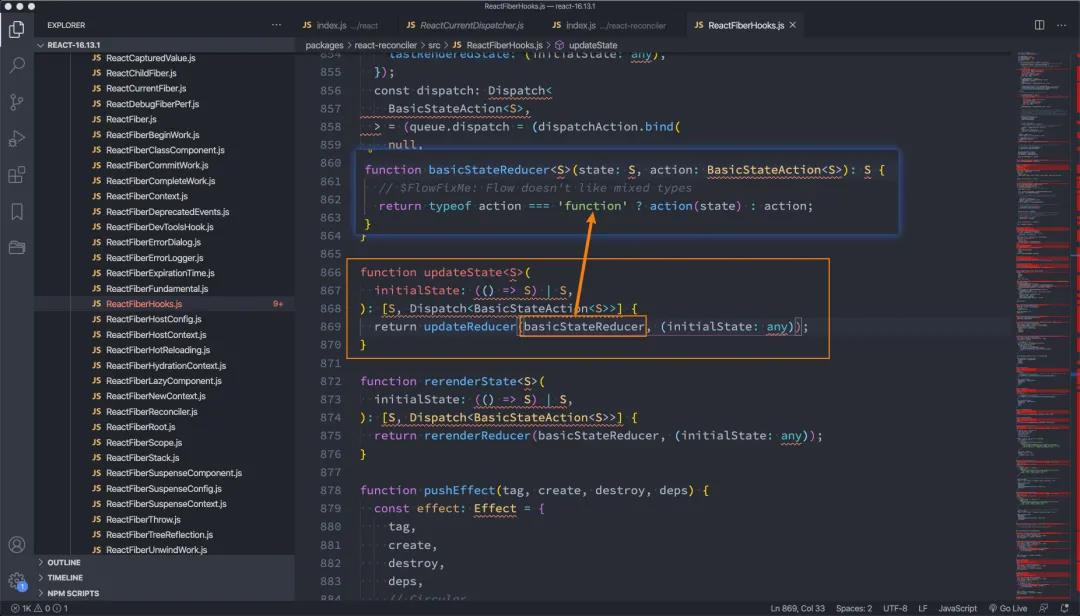 ReactFiberHooks.js — react-16.13.1
EXPLORER
JS index.js .../react
JS ReactCurrentDispatcher.js
JS index.js .../react-reconciler
JS ReactFiberHooks.js
REACT-16.13.1
packages > react-reconciler > src > JS ReactFiberHooks.js > updateState
JS ReactCapturedValue.js
JS ReactChildFiber.js
JS ReactCurrentFiber.js
JS ReactDebugFiberPerf.js
JS ReactFiber.js
JS ReactFiberBeginWork.js
JS ReactFiberClassComponent.js
JS ReactFiberCommitWork.js
JS ReactFiberCompleteWork.js
JS ReactFiberContext.js
JS ReactFiberDeprecatedEvents.js
JS ReactFiberDevToolsHook.js
JS ReactFiberErrorDialog.js
JS ReactFiberErrorLogger.js
JS ReactFiberExpirationTime.js
JS ReactFiberFundamental.js
JS ReactFiberHooks.js 9+
JS ReactFiberHostConfig.js
JS ReactFiberHostContext.js
JS ReactFiberHotReloading.js
JS ReactFiberHydrationContext.js
JS ReactFiberLazyComponent.js
JS ReactFiberNewContext.js
JS ReactFiberReconciler.js
JS ReactFiberRoot.js
JS ReactFiberScope.js
JS ReactFiberStack.js
JS ReactFiberSuspenseComponent.js
JS ReactFiberSuspenseConfig.js
JS ReactFiberSuspenseContext.js
JS ReactFiberThrow.js
JS ReactFiberTreeReflection.js
JS ReactFiberUnwindWork.js
OUTLINE
TIMELINE
NPM SCRIPTS
854 lastRenderedState: (initialState: any),
855 });
856 const dispatch: Dispatch<
857 BasicStateAction<S>,
858 > = (queue.dispatch = (dispatchAction.bind(
859 null,
860
function basicStateReducer<S>(state: S, action: BasicStateAction<S>): S {
861
// $FlowFixMe: Flow doesn't like mixed types
862
return typeof action === 'function' ? action(state) : action;
863
}
864 }
865
866 function updateState<S>(
867 initialState: (() => S) | S,
868 ): [S, Dispatch<BasicStateAction<S>>] {
869 return updateReducer(basicStateReducer, (initialState: any));
870 }
871
872 function rerenderState<S>(
873 initialState: (() => S) | S,
874 ): [S, Dispatch<BasicStateAction<S>>] {
875 return rerenderReducer(basicStateReducer, (initialState: any));
876 }
877
878 function pushEffect(tag, create, destroy, deps) {
879 const effect: Effect = {
880 tag,
881 create,
882 destroy,
883 deps,
884 // Circular
1
1K 0 1
Ln 869, Col 33 Spaces: 2 UTF-8 LF JavaScript Go Live